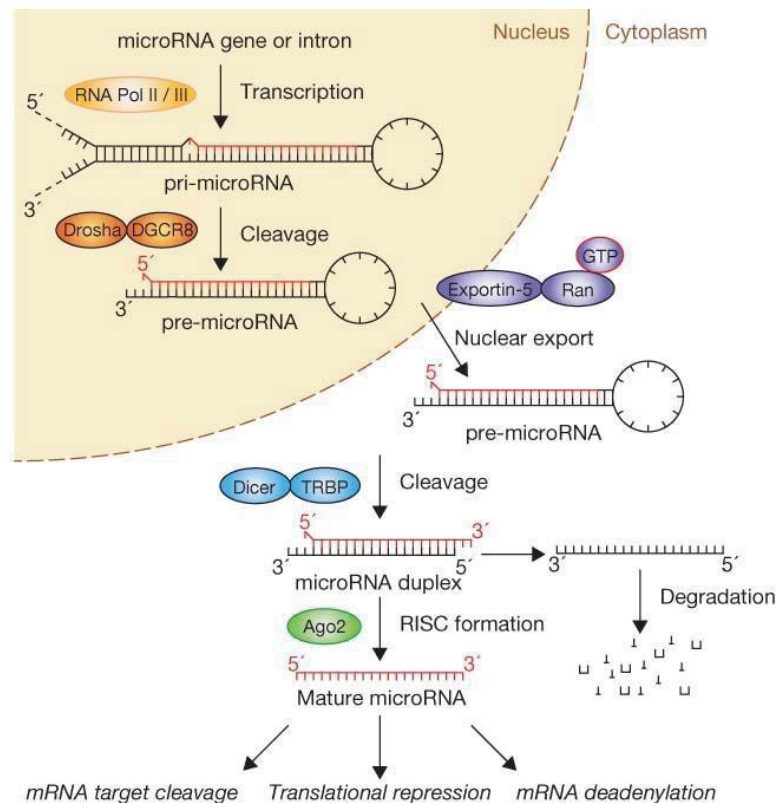 microRNA gene or intron
Nucleus
Cytoplasm
5´
RNA Pol II / III
Transcription
3´
pri-microRNA
Drosha
DGCR8
Cleavage
5´
3´
pre-microRNA
GTP
Exportin-5
Ran
Nuclear export
5´
3´
pre-microRNA
Dicer
TRBP
Cleavage
5´
3´
3´
5´
microRNA duplex
3´
5´
Degradation
Ago2
RISC formation
5´
3´
Mature microRNA
mRNA target cleavage
Translational repression
mRNA deadenylation